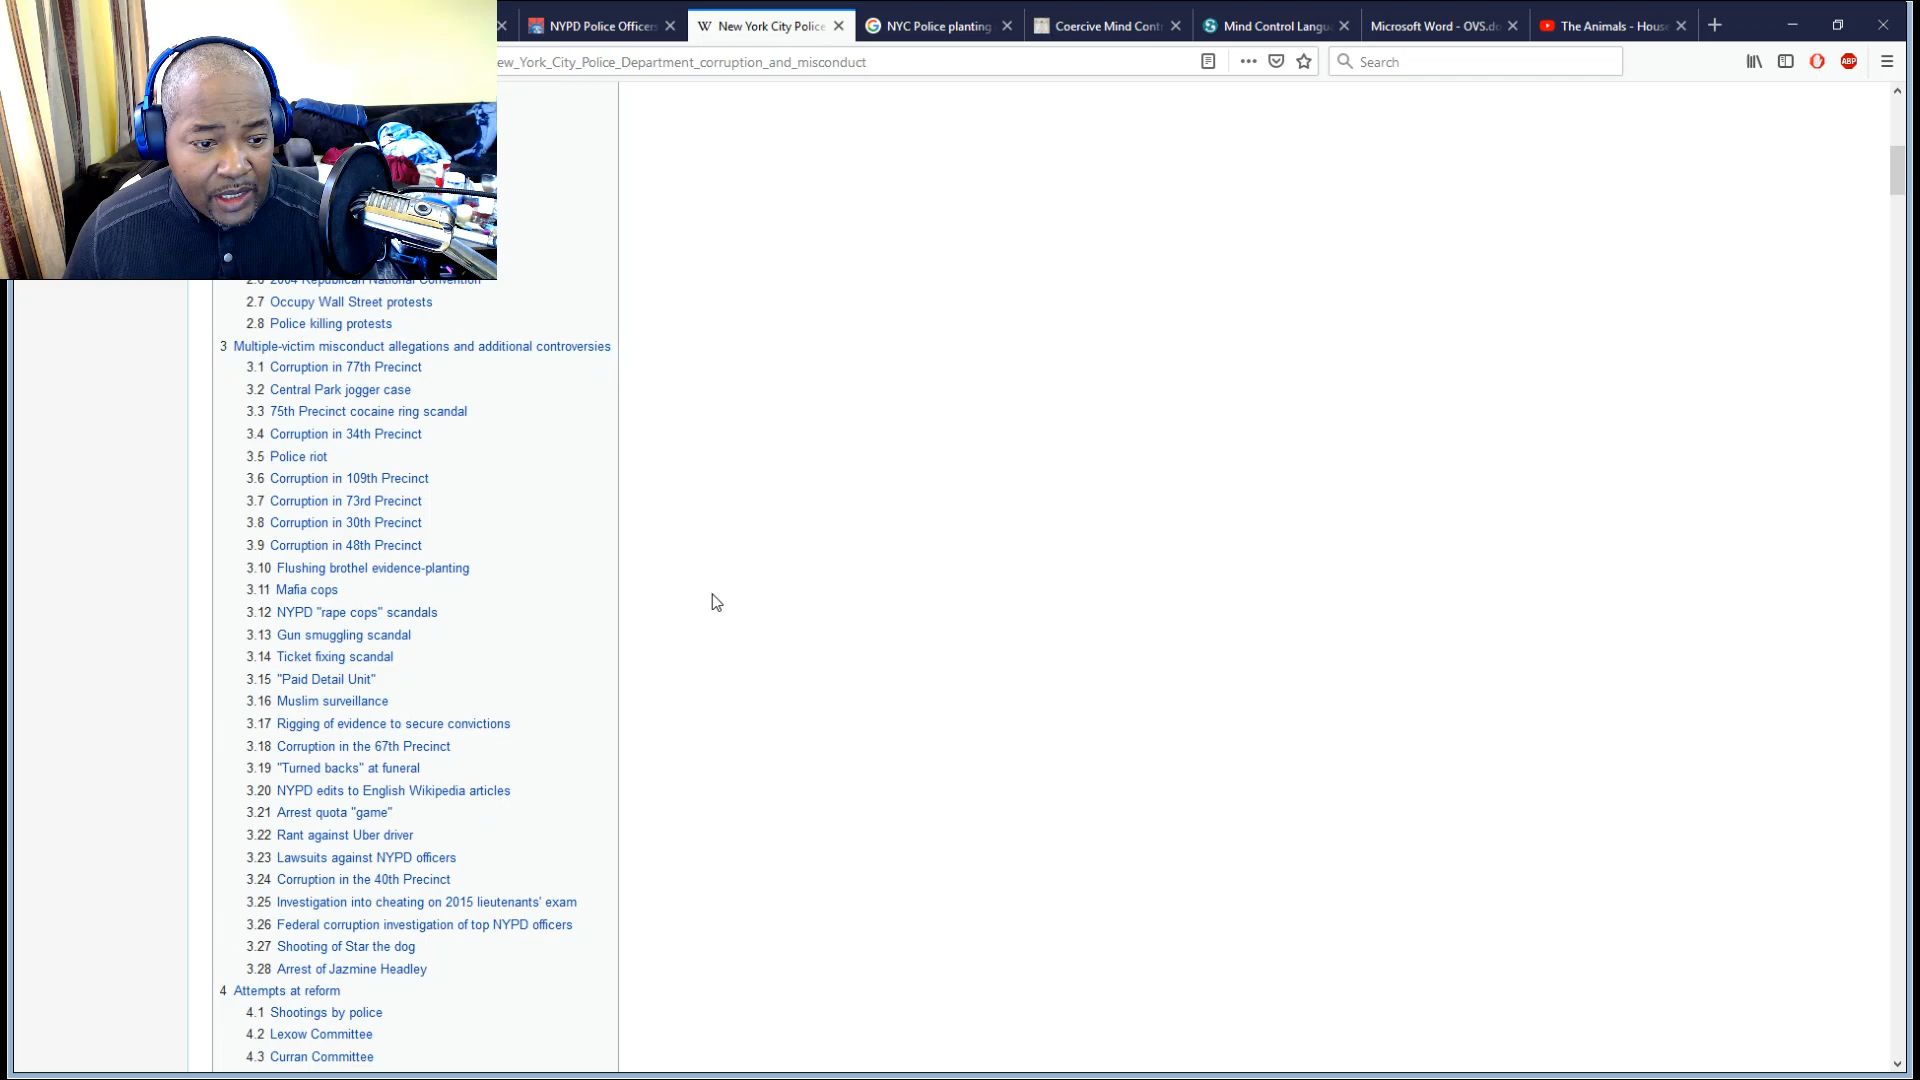 NYPD Police Officers
New York City Police
NYC Police planting
Coercive Mind Cont
Mind Control Langu
Microsoft Word - OVS.do
The Animals - Hous
ew_York_City_Police_Department_corruption_and_misconduct
Search
ABP
2.6 2004 Republican National Convention
2.7 Occupy Wall Street protests
2.8 Police killing protests
3 Multiple-victim misconduct allegations and additional controversies
3.1 Corruption in 77th Precinct
3.2 Central Park jogger case
3.3 75th Precinct cocaine ring scandal
3.4 Corruption in 34th Precinct
3.5 Police riot
3.6 Corruption in 109th Precinct
3.7 Corruption in 73rd Precinct
3.8 Corruption in 30th Precinct
3.9 Corruption in 48th Precinct
3.10 Flushing brothel evidence-planting
3.11 Mafia cops
3.12 NYPD "rape cops" scandals
3.13 Gun smuggling scandal
3.14 Ticket fixing scandal
3.15 "Paid Detail Unit"
3.16 Muslim surveillance
3.17 Rigging of evidence to secure convictions
3.18 Corruption in the 67th Precinct
3.19 "Turned backs" at funeral
3.20 NYPD edits to English Wikipedia articles
3.21 Arrest quota "game"
3.22 Rant against Uber driver
3.23 Lawsuits against NYPD officers
3.24 Corruption in the 40th Precinct
3.25 Investigation into cheating on 2015 lieutenants' exam
3.26 Federal corruption investigation of top NYPD officers
3.27 Shooting of Star the dog
3.28 Arrest of Jazmine Headley
4 Attempts at reform
4.1 Shootings by police
4.2 Lexow Committee
4.3 Curran Committee